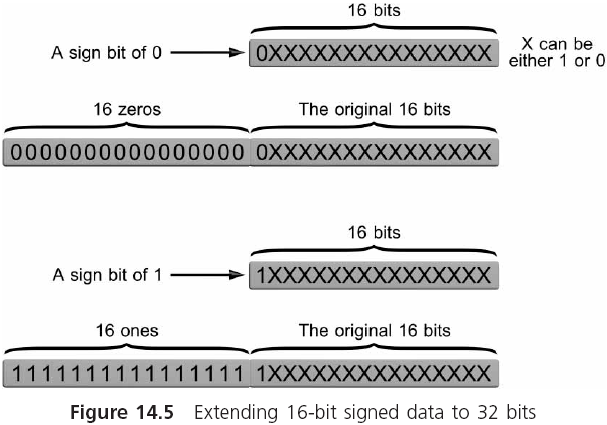 16 bits
A sign bit of 0
0XXXXXXXXXXXXXXX
X can be
either 1 or 0
16 zeros
The original 16 bits
0000000000000000
0XXXXXXXXXXXXXXX
16 bits
A sign bit of 1
1XXXXXXXXXXXXXXX
16 ones
The original 16 bits
1111111111111111
1XXXXXXXXXXXXXXX
Figure 14.5 Extending 16-bit signed data to 32 bits